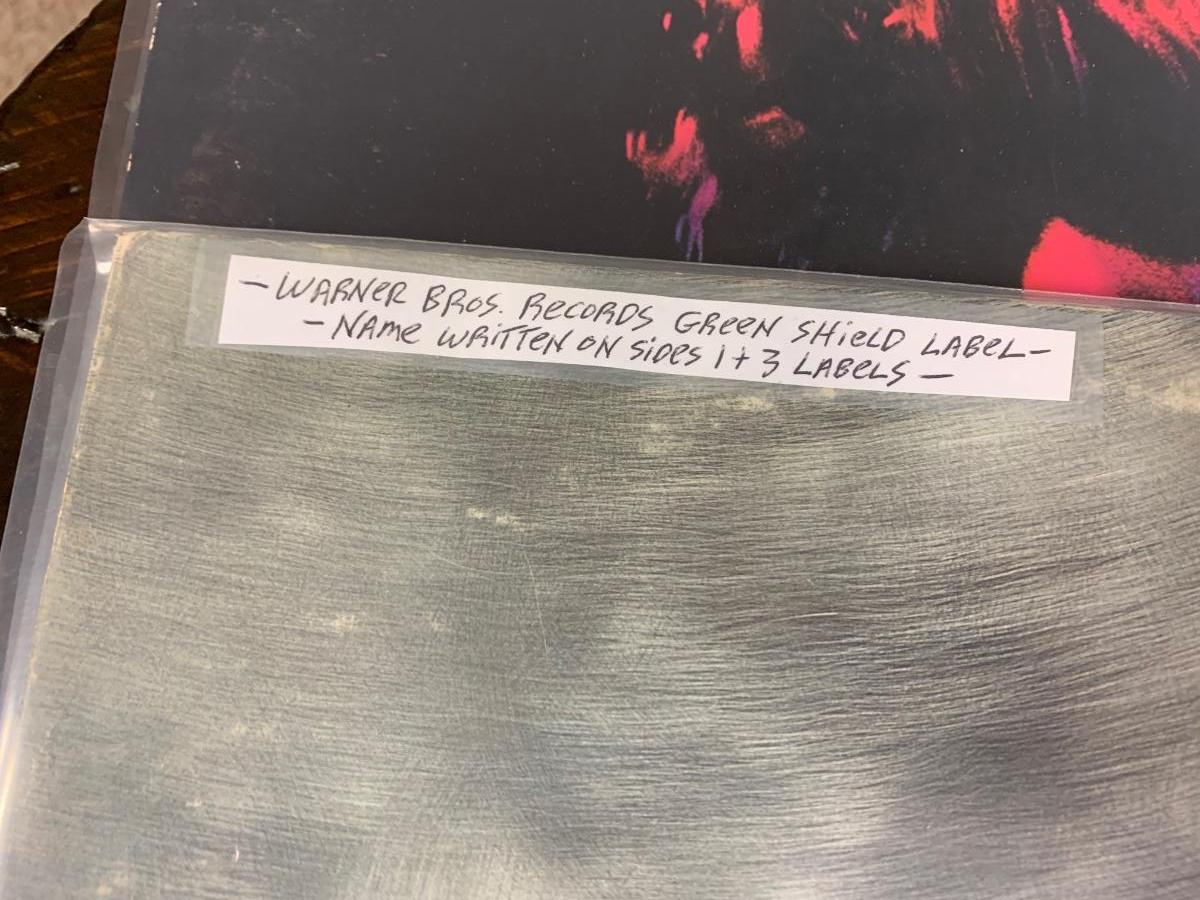 - WARNER BROS. RECORDS GREEN SHIELD LABEL -
- NAME WRITTEN ON SIDES 1 + 3 LABELS -